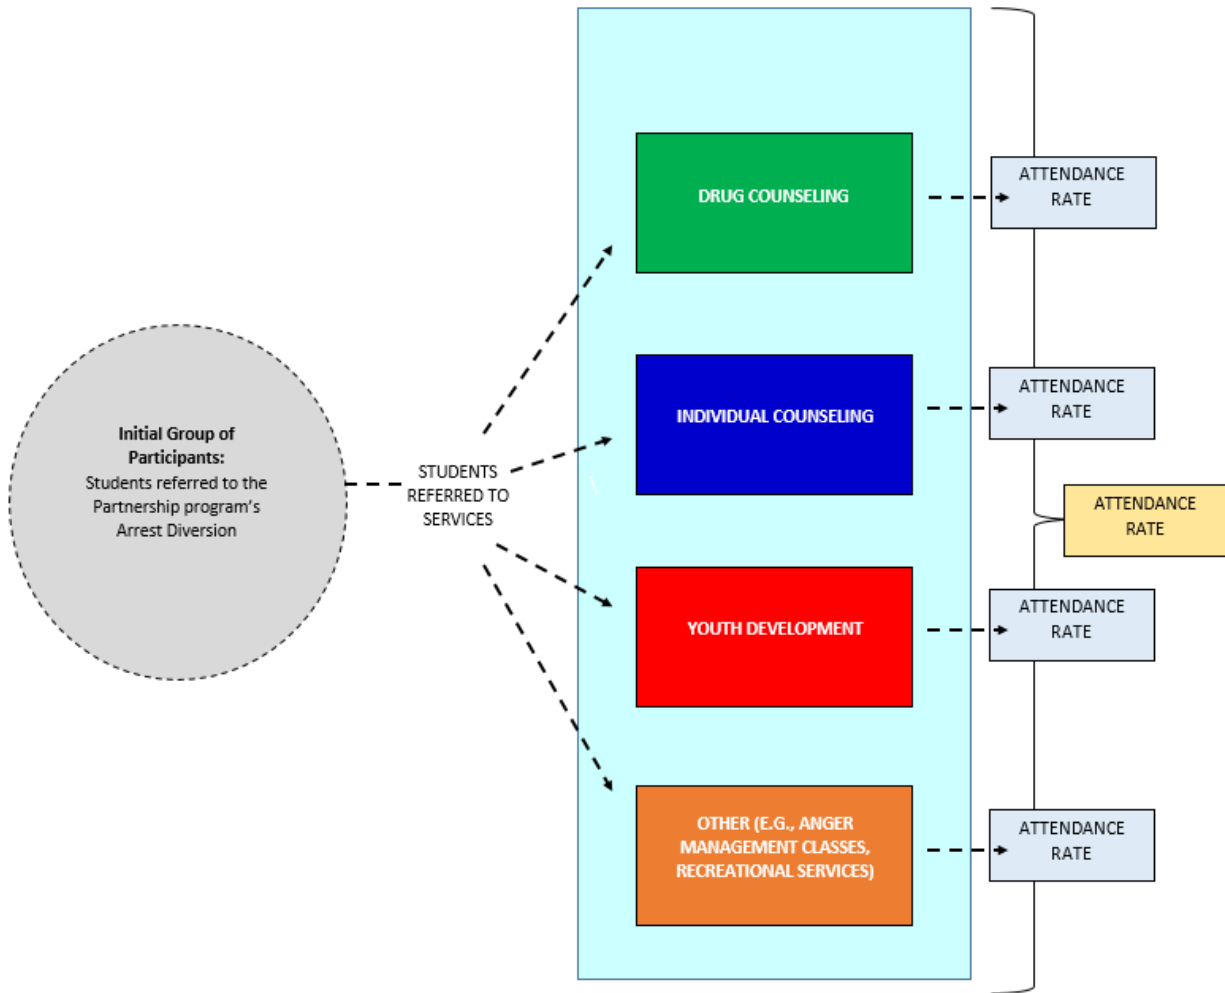 Initial Group of
Participants:
Students referred to the
Partnership program's
Arrest Diversion
STUDENTS
REFERRED TO
SERVICES
DRUG COUNSELING
ATTENDANCE
RATE
INDIVIDUAL COUNSELING
ATTENDANCE
RATE
ATTENDANCE
RATE
YOUTH DEVELOPMENT
ATTENDANCE
RATE
OTHER (E.G., ANGER
MANAGEMENT CLASSES,
RECREATIONAL SERVICES)
ATTENDANCE
RATE